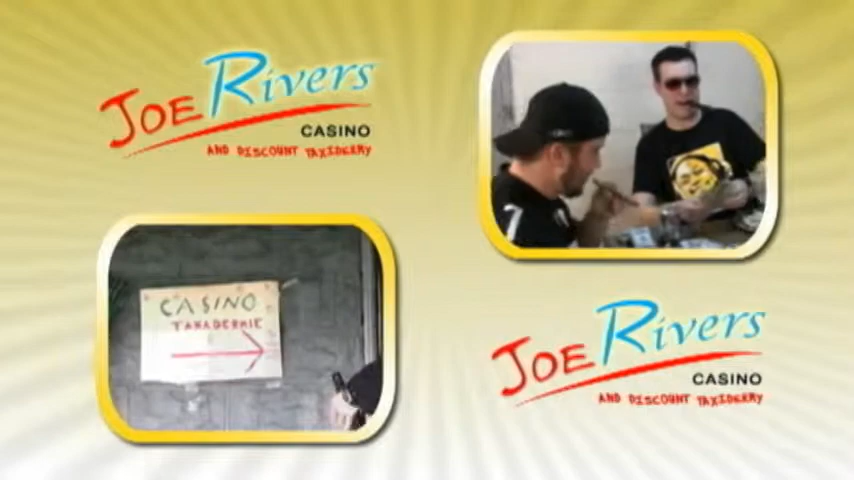 JOE Rivers
CASINO
AND DISCOUNT TAXIDERMY
CASINO
TAXADERMIE
JOE Rivers
CASINO
AND DISCOUNT TAXIDERMY